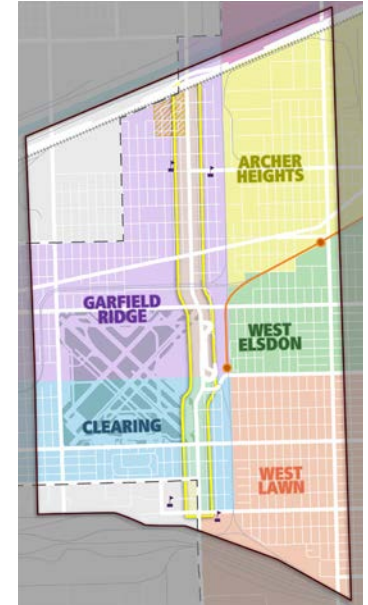 ARCHER
HEIGHTS
GARFIELD
RIDGE
WEST
ELSDON
CLEARING
WEST
LAWN